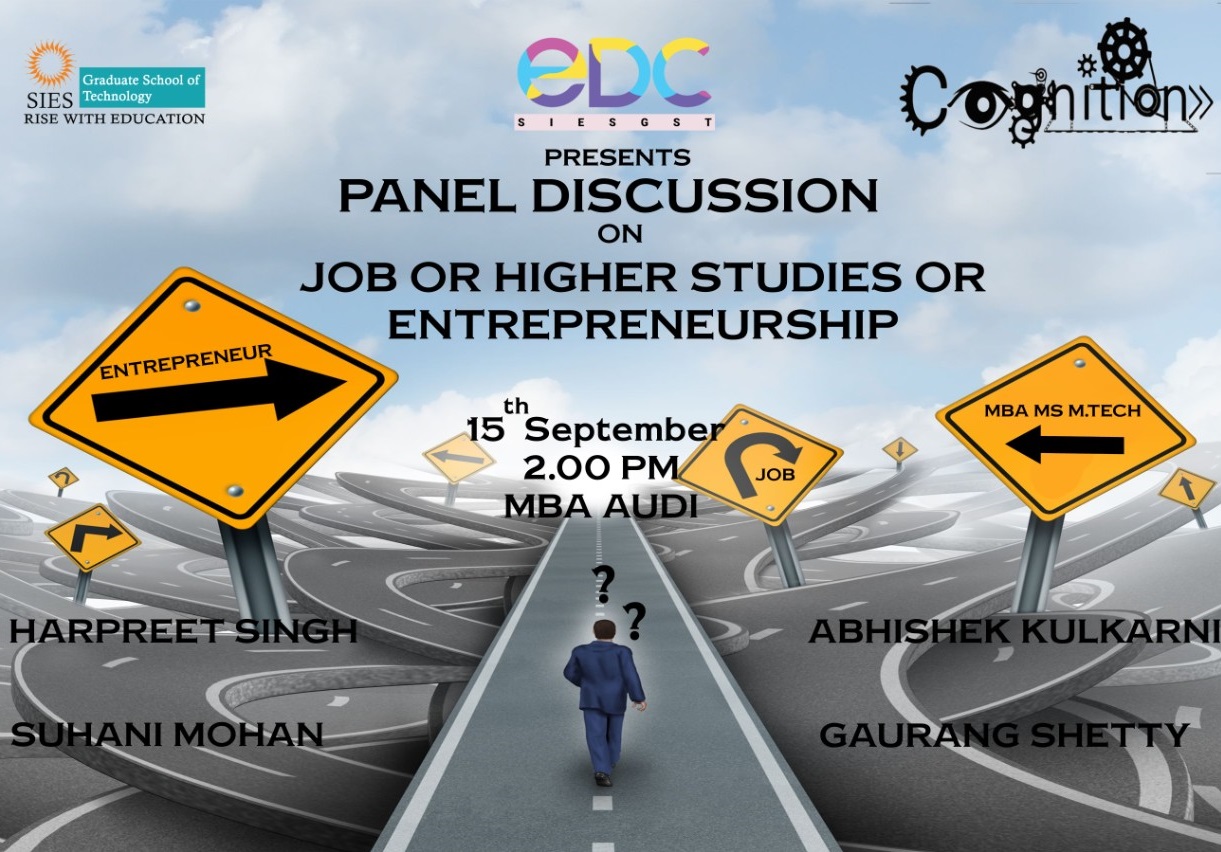 SIES
Graduate School of
Technology
RISE WITH EDUCATION
eDC
SIESGST
Cognition
PRESENTS
PANEL DISCUSSION
ON
JOB OR HIGHER STUDIES OR
ENTREPRENEURSHIP
ENTREPRENEUR
15th September
2.00 PM
MBA AUDI
JOB
MBA MS M.TECH
? ?
HARPREET SINGH
ABHISHEK KULKARNI
SUHANI MOHAN
GAURANG SHETTY